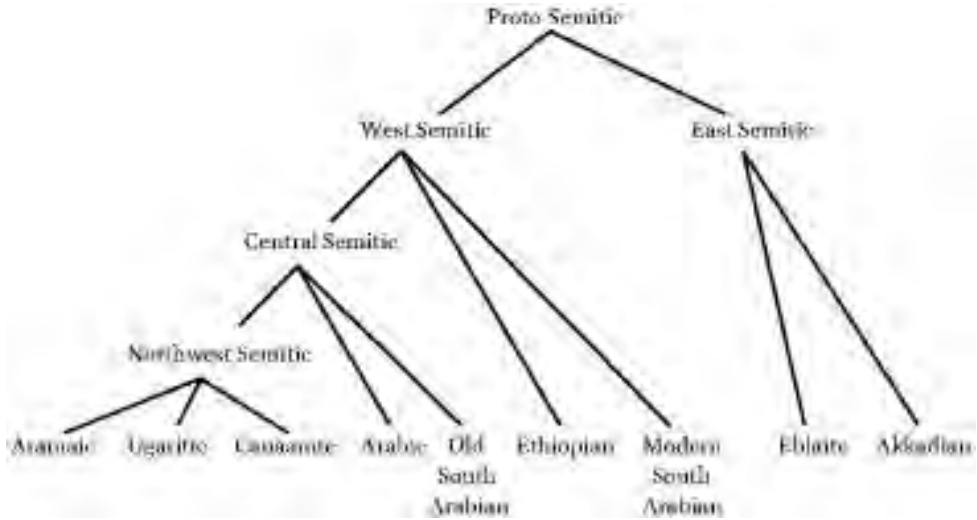 Proto Semitic
West Semitic East Semitic
Central Semitic
Northwest Semitic
Aramaic Ugaritic Canaanite Arabic Old Ethiopian Modern Eblaite Akkadian
South South
Arabian Arabian